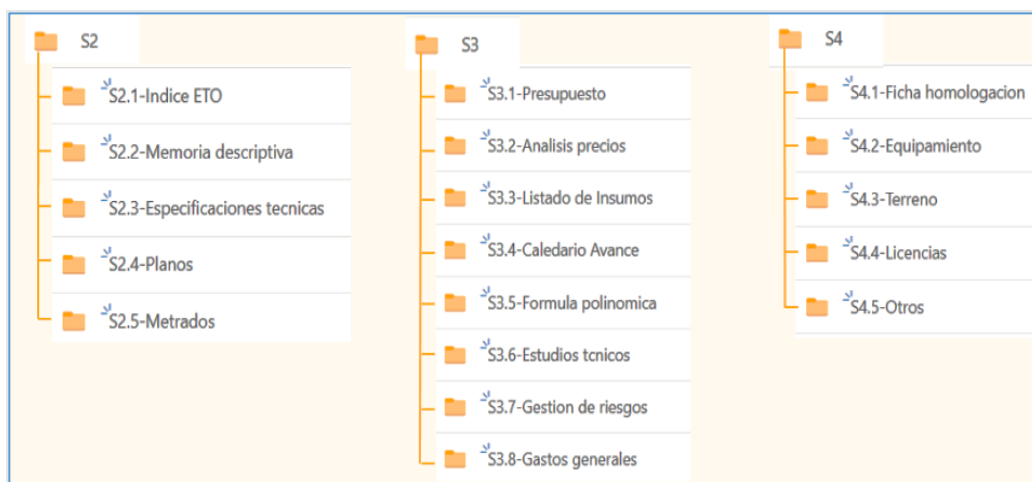 S2
S2.1-Indice ETO
S2.2-Memoria descriptiva
S2.3-Especificaciones tecnicas
S2.4-Planos
S2.5-Metrados
S3
S3.1-Presupuesto
S3.2-Analisis precios
S3.3-Listado de Insumos
S3.4-Caledario Avance
S3.5-Formula polinomica
S3.6-Estudios tcnicos
S3.7-Gestion de riesgos
S3.8-Gastos generales
S4
S4.1-Ficha homologacion
S4.2-Equipamiento
S4.3-Terreno
S4.4-Licencias
S4.5-Otros